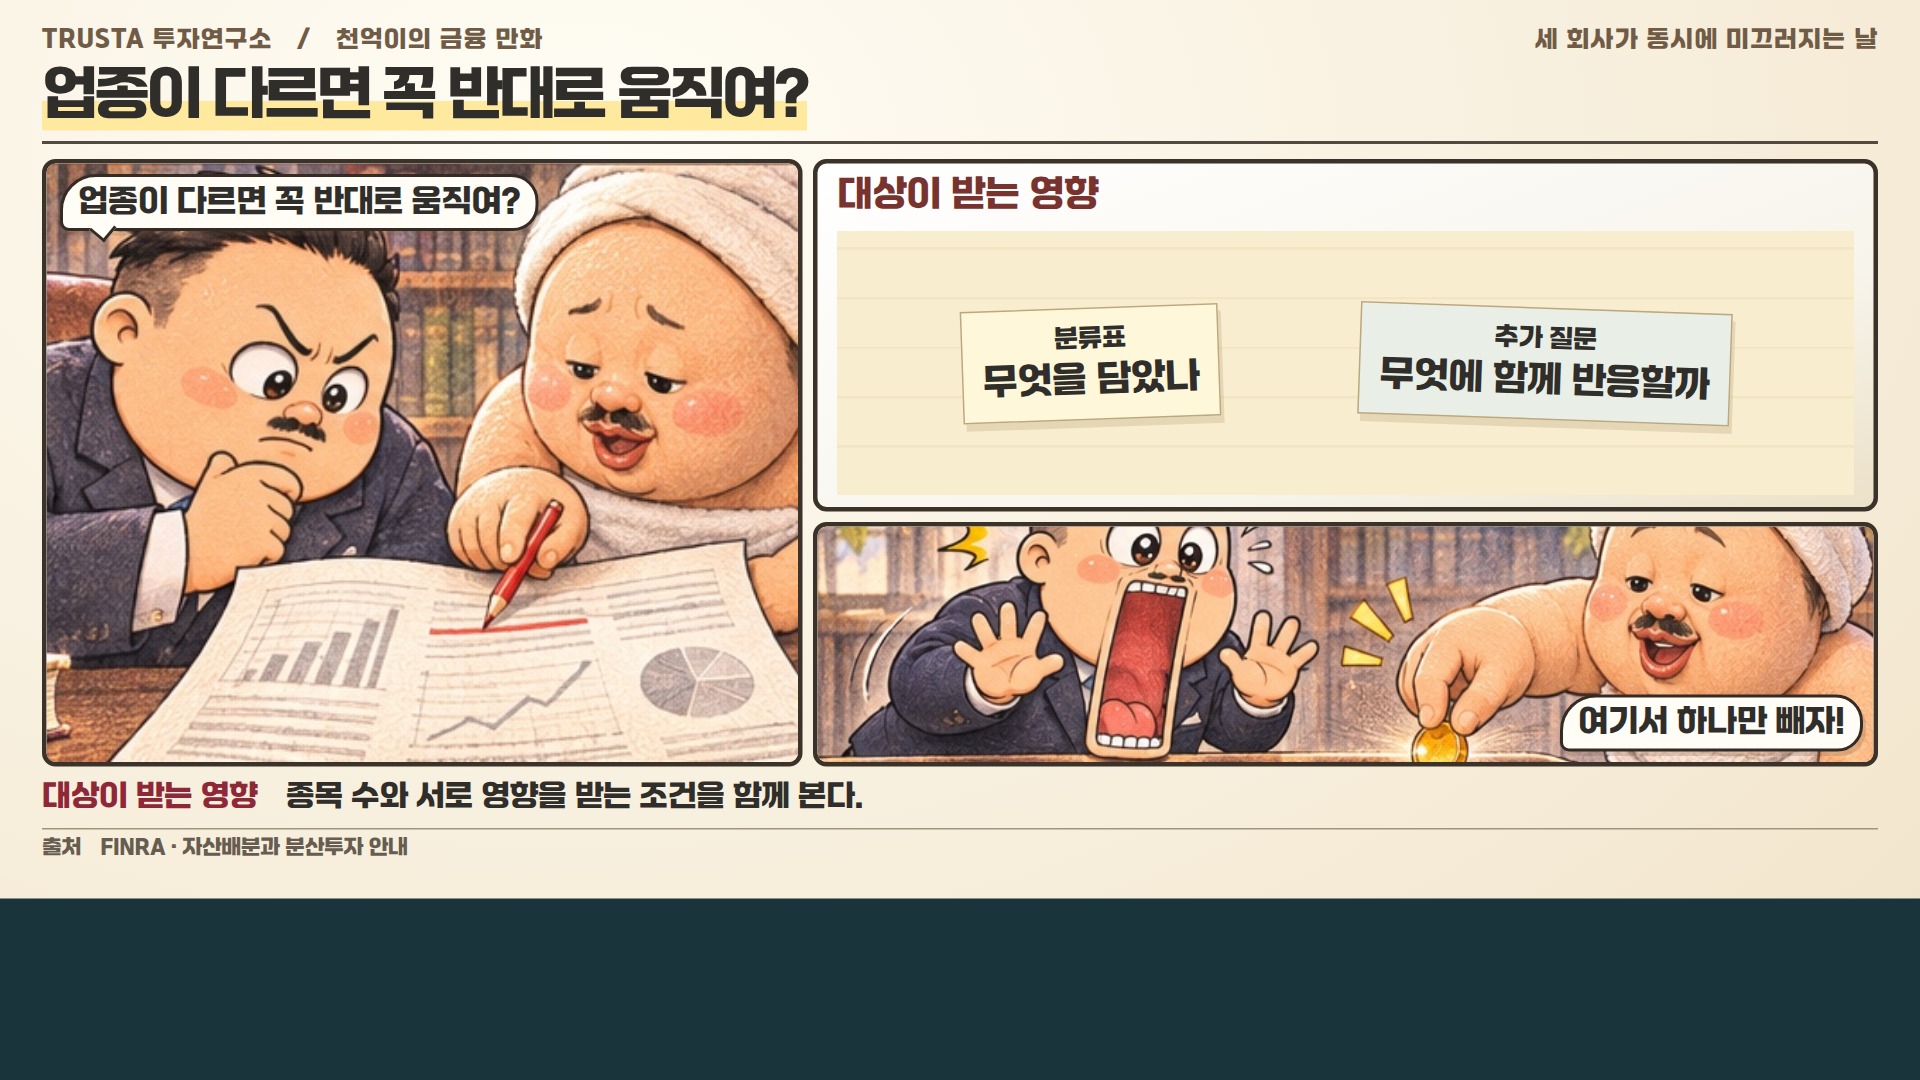 TRUSTA 투자연구소 / 천억이의 금융 만화
세 회사가 동시에 미끄러지는 날
업종이 다르면 꼭 반대로 움직여?
업종이 다르면 꼭 반대로 움직여?
대상이 받는 영향
분류표
무엇을 담았나
추가 질문
무엇에 함께 반응할까
여기서 하나만 빼자!
대상이 받는 영향 종목 수와 서로 영향을 받는 조건을 함께 본다.
출처 FINRA · 자산배분과 분산투자 안내